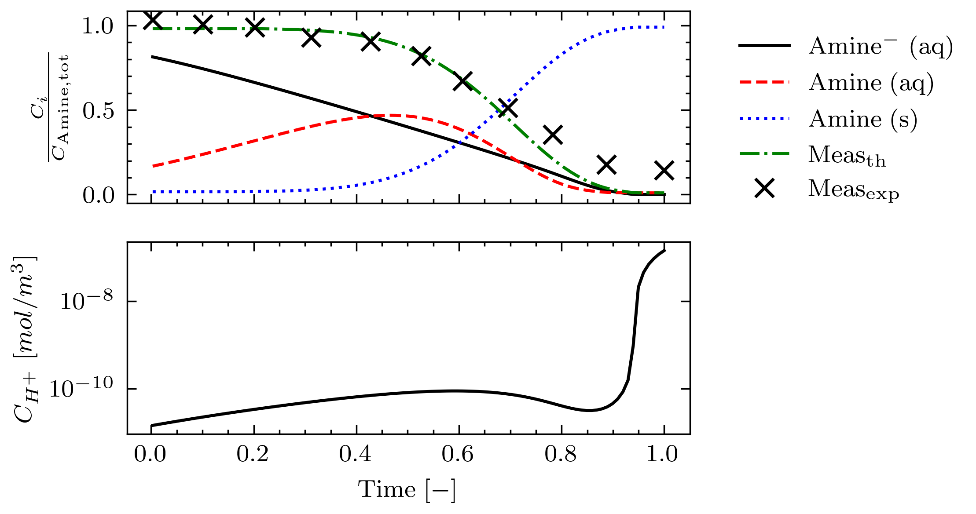 1.0
0.5
0.0
C_i / C_Amine,tot
Amine⁻ (aq)
Amine (aq)
Amine (s)
Meas_th
Meas_exp
10⁻⁸
10⁻¹⁰
C_H+ [mol/m³]
0.0 0.2 0.4 0.6 0.8 1.0
Time [−]